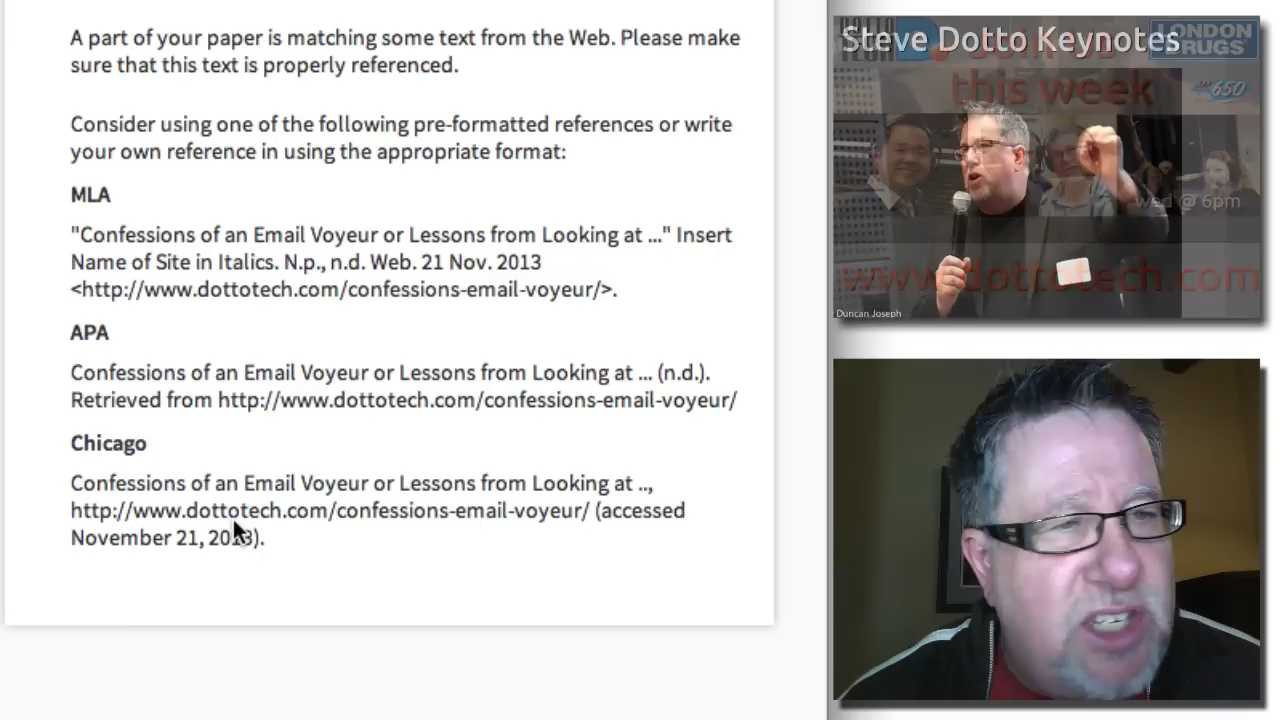 A part of your paper is matching some text from the Web. Please make
sure that this text is properly referenced.
Consider using one of the following pre-formatted references or write
your own reference in using the appropriate format:
MLA
"Confessions of an Email Voyeur or Lessons from Looking at ..." Insert
Name of Site in Italics. N.p., n.d. Web. 21 Nov. 2013
<http://www.dottotech.com/confessions-email-voyeur/>.
APA
Confessions of an Email Voyeur or Lessons from Looking at ... (n.d.).
Retrieved from http://www.dottotech.com/confessions-email-voyeur/
Chicago
Confessions of an Email Voyeur or Lessons from Looking at ..,
http://www.dottotech.com/confessions-email-voyeur/ (accessed
November 21, 2013).
Steve Dotto Keynotes
LONDON
DRUGS
this week
AM
650
wed @ 6pm
www.dottotech.com
Duncan Joseph